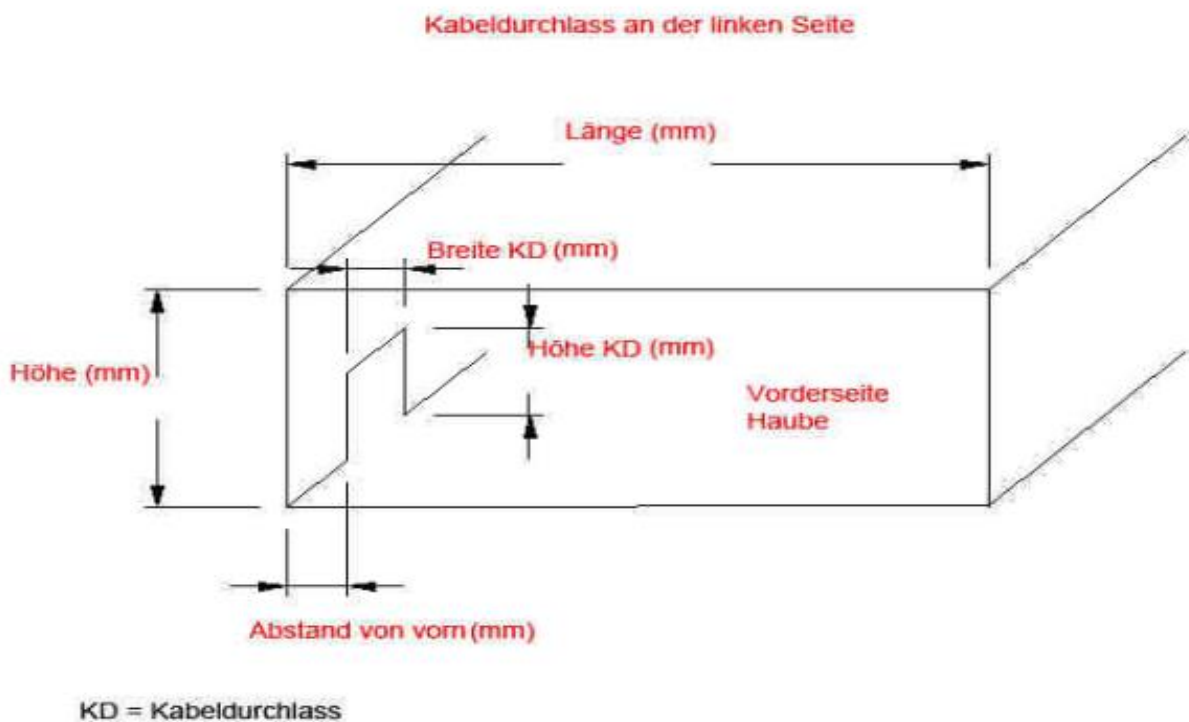 Kabeldurchlass an der linken Seite
Länge (mm)
Breite KD (mm)
Höhe (mm)
Höhe KD (mm)
Vorderseite
Haube
Abstand von vorn (mm)
KD = Kabeldurchlass